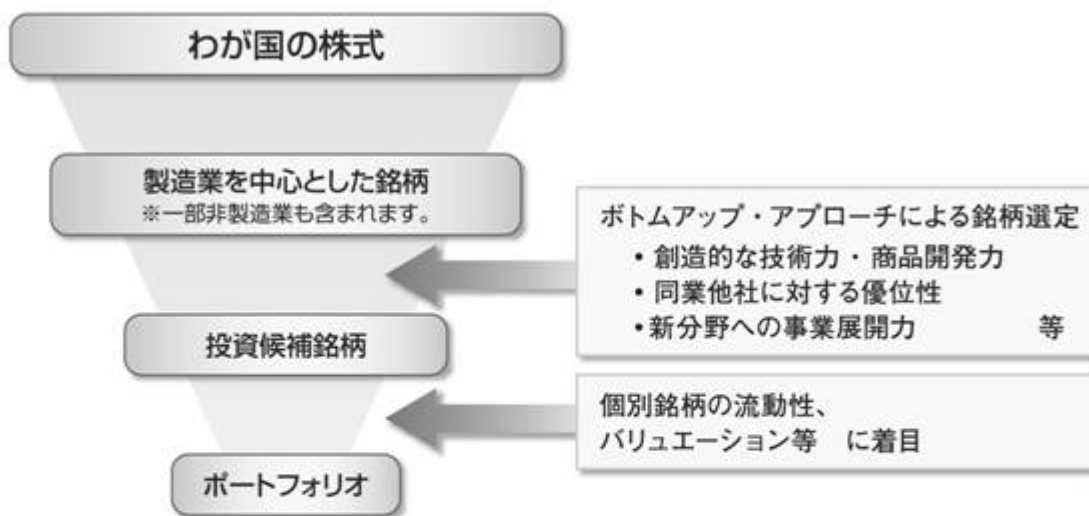 わが国の株式
製造業を中心とした銘柄
※一部非製造業も含まれます。
ボトムアップ・アプローチによる銘柄選定
• 創造的な技術力・商品開発力
• 同業他社に対する優位性
• 新分野への事業展開力 等
投資候補銘柄
個別銘柄の流動性、
バリュエーション等 に着目
ポートフォリオ